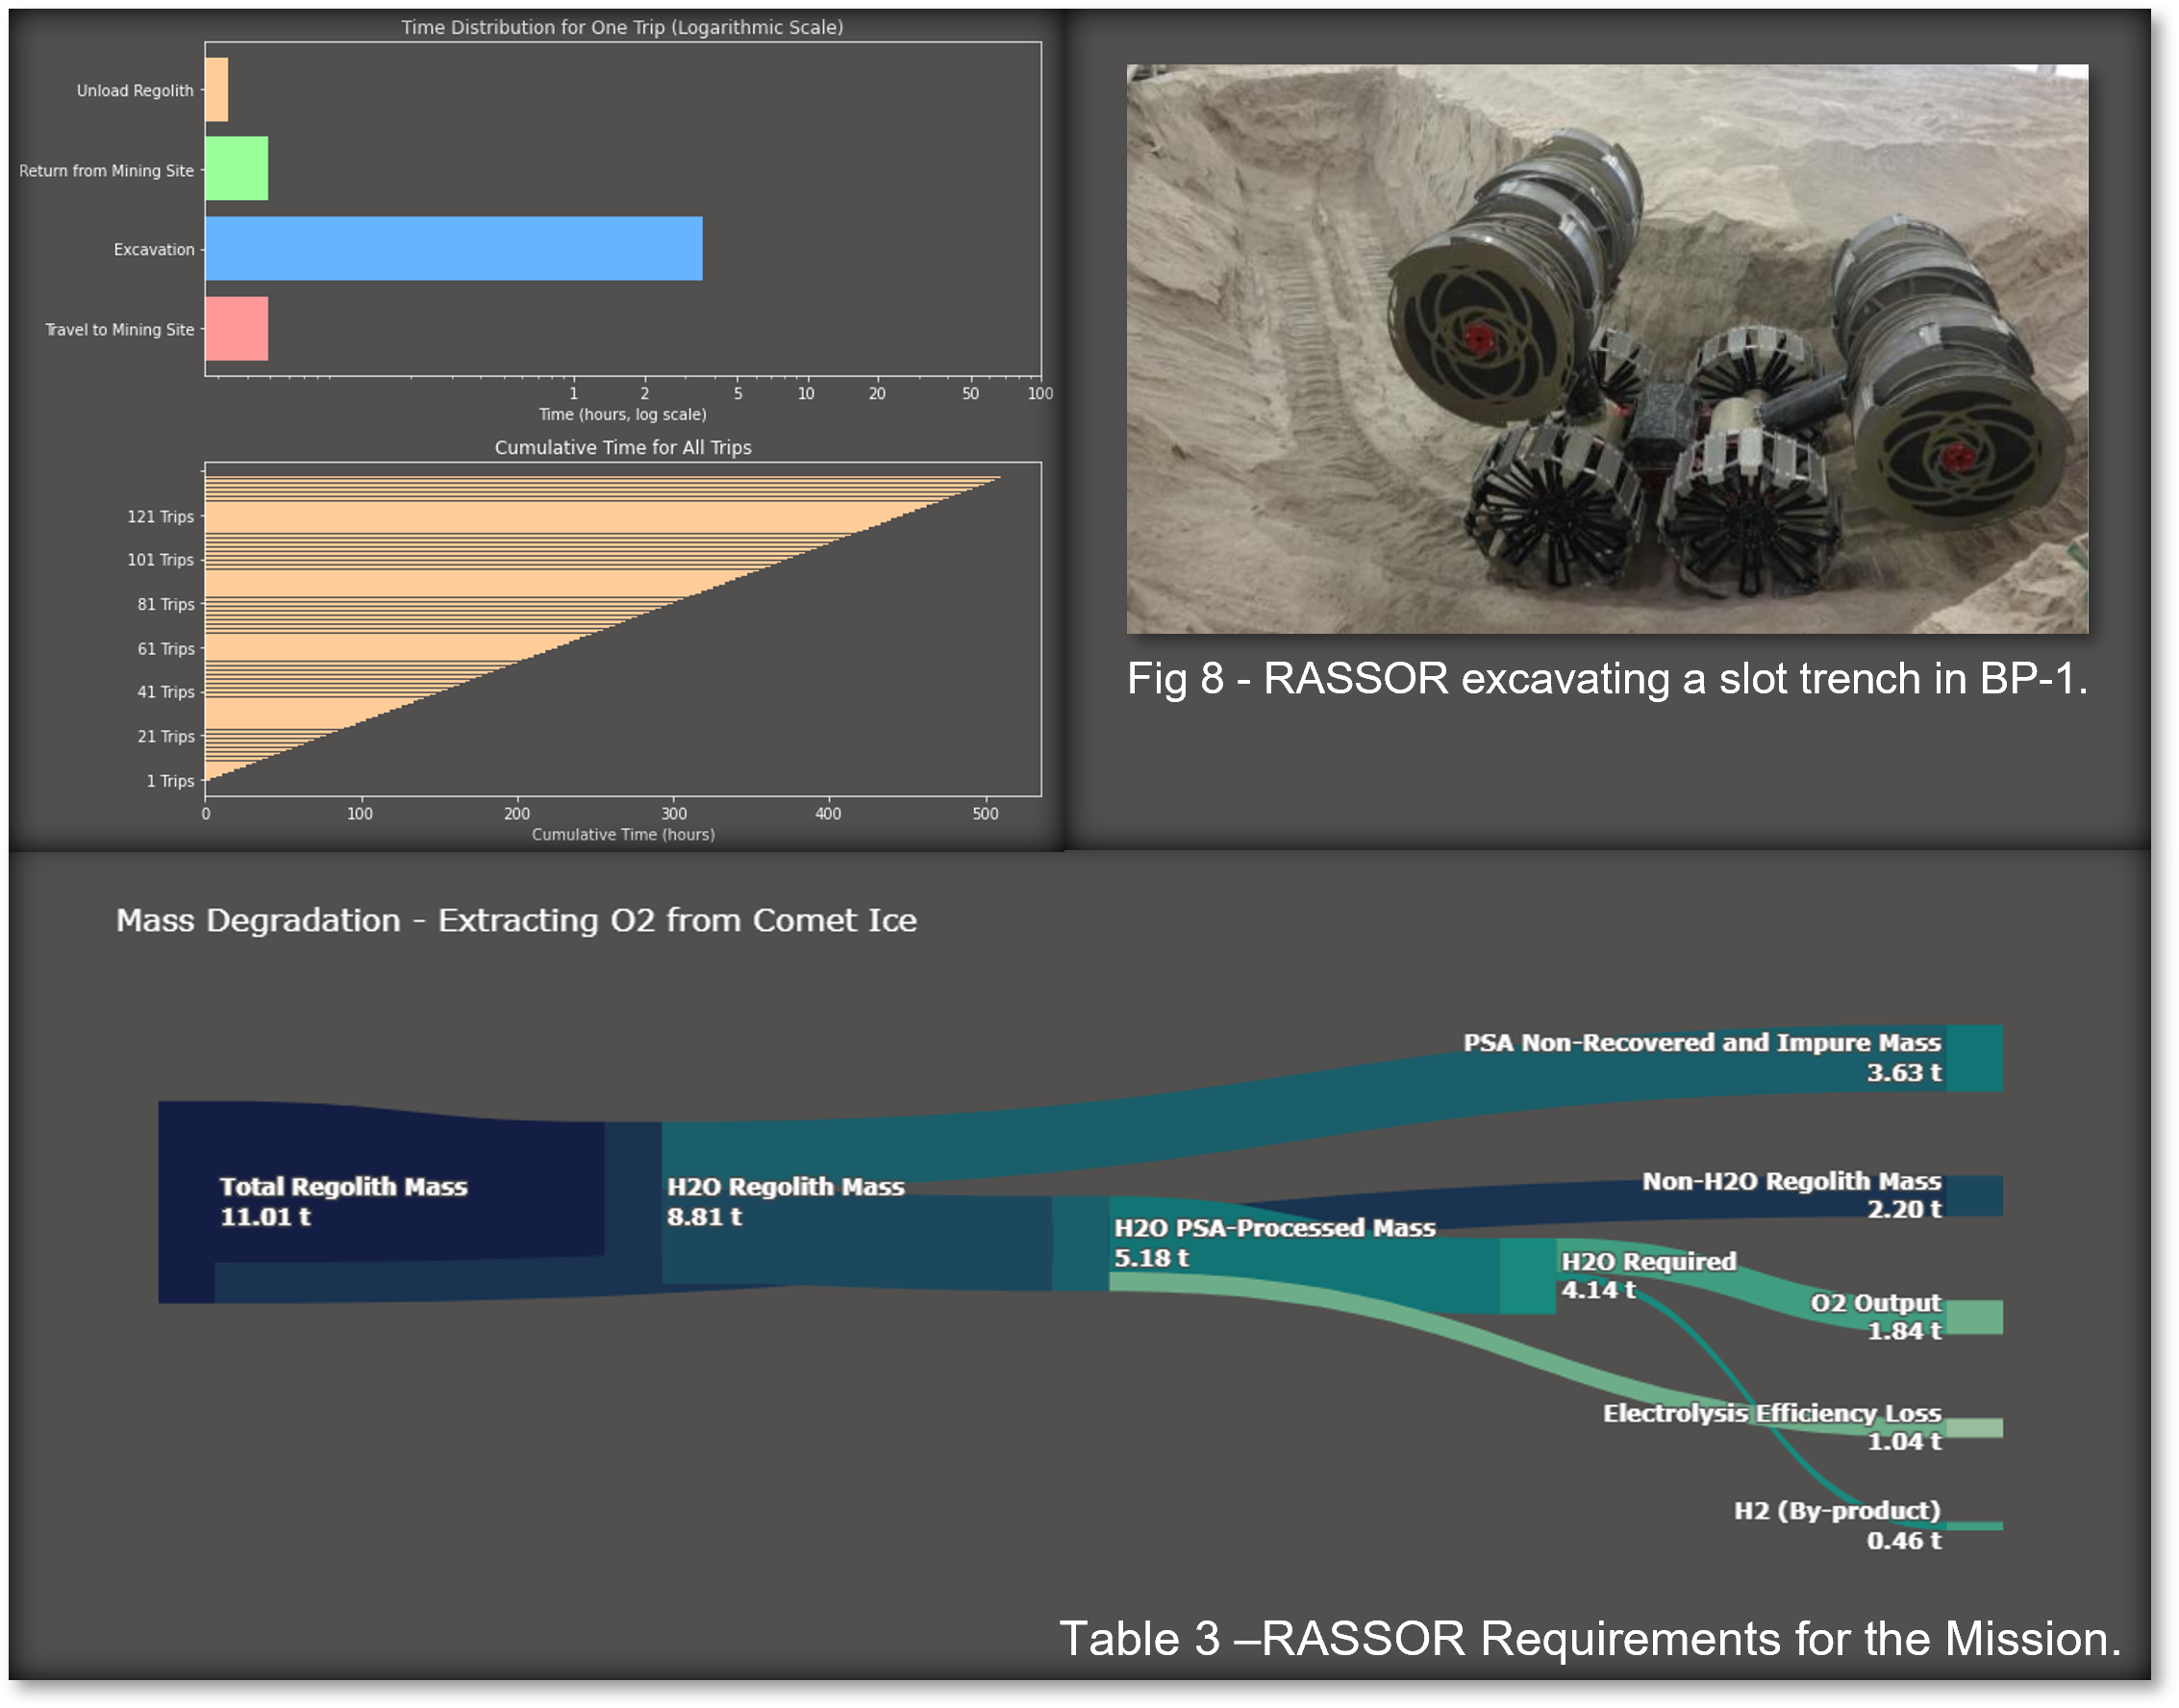 Time Distribution for One Trip (Logarithmic Scale)
Unload Regolith
Return from Mining Site
Excavation
Travel to Mining Site
1 2 5 10 20 50 100
Time (hours, log scale)
Cumulative Time for All Trips
121 Trips
101 Trips
81 Trips
61 Trips
41 Trips
21 Trips
1 Trips
0 100 200 300 400 500
Cumulative Time (hours)
Fig 8 - RASSOR excavating a slot trench in BP-1.
Mass Degradation - Extracting O2 from Comet Ice
PSA Non-Recovered and Impure Mass
3.63 t
Total Regolith Mass
11.01 t
H2O Regolith Mass
8.81 t
Non-H2O Regolith Mass
2.20 t
H2O PSA-Processed Mass
5.18 t
H2O Required
4.14 t
O2 Output
1.84 t
Electrolysis Efficiency Loss
1.04 t
H2 (By-product)
0.46 t
Table 3 –RASSOR Requirements for the Mission.